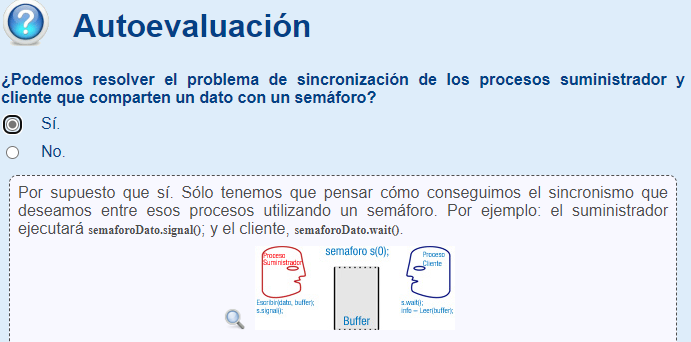 Autoevaluación
¿Podemos resolver el problema de sincronización de los procesos suministrador y
cliente que comparten un dato con un semáforo?
Sí.
No.
Por supuesto que sí. Sólo tenemos que pensar cómo conseguimos el sincronismo que
deseamos entre esos procesos utilizando un semáforo. Por ejemplo: el suministrador
ejecutará semaforoDato.signal(); y el cliente, semaforoDato.wait().
semaforo s(0);
Proceso
Suministrador
Proceso
Cliente
Escribir(dato, buffer);
s.signal();
Buffer
s.wait();
info = Leer(buffer);